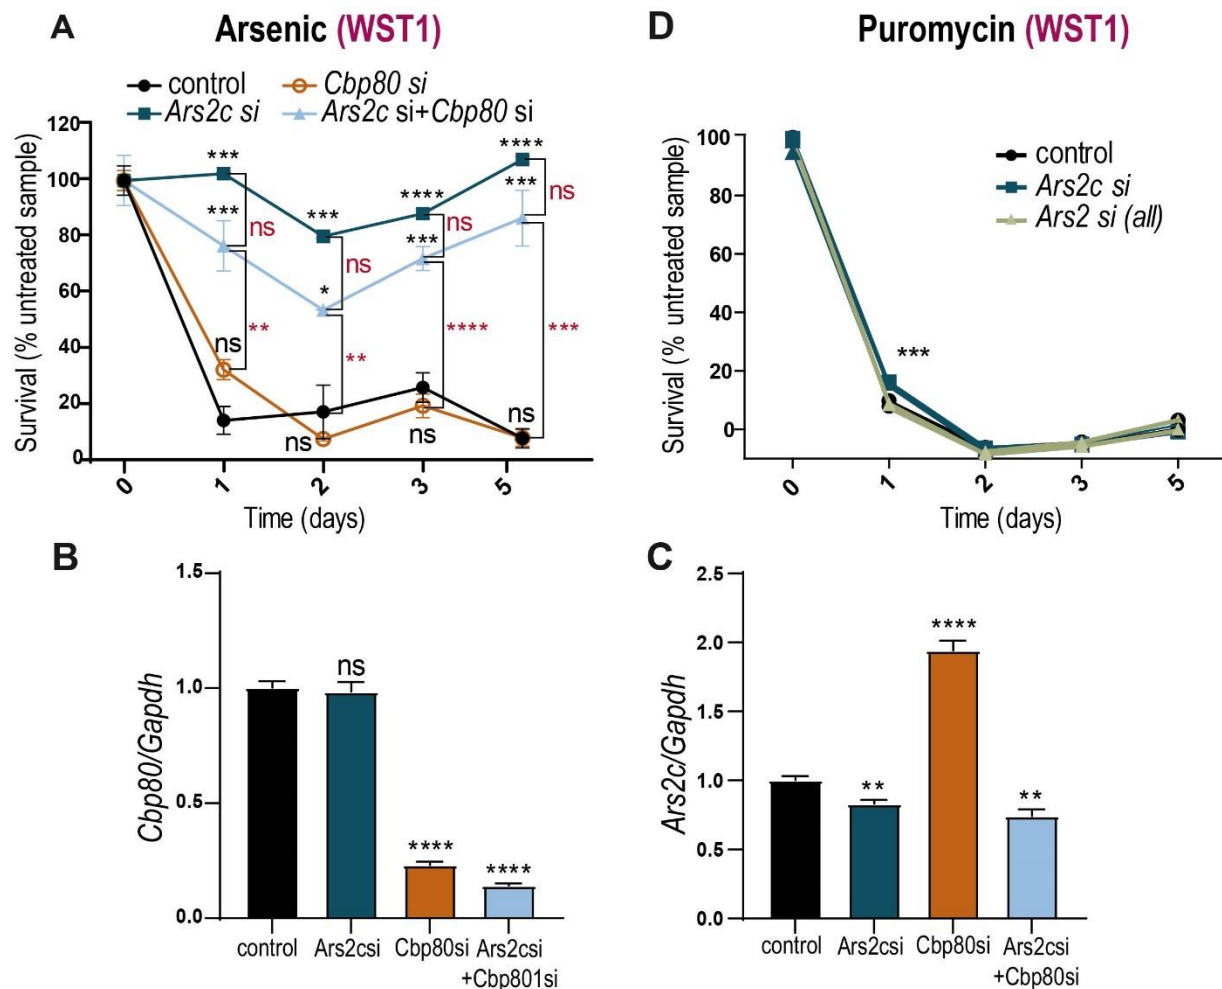 A
Arsenic (WST1)
control
Cbp80 si
Ars2c si
Ars2c si+Cbp80 si
Survival (% untreated sample)
120
100
80
60
40
20
0
***
***
ns
ns
**
***
ns
*
**
ns
****
ns
***
****
ns
****
ns
***
***
ns
0
1
2
3
5
Time (days)
D
Puromycin (WST1)
control
Ars2c si
Ars2 si (all)
Survival (% untreated sample)
100
80
60
40
20
0
***
0
1
2
3
5
Time (days)
B
Cbp80/Gapdh
1.5
1.0
0.5
0.0
ns
****
****
control
Ars2csi
Cbp80si
Ars2csi
+Cbp801si
C
Ars2c/Gapdh
2.5
2.0
1.5
1.0
0.5
0.0
**
****
**
control
Ars2csi
Cbp80si
Ars2csi
+Cbp80si